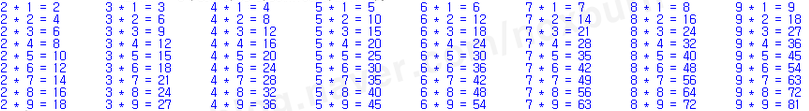 2 * 1 = 2 3 * 1 = 3 4 * 1 = 4 5 * 1 = 5 6 * 1 = 6 7 * 1 = 7 8 * 1 = 8 9 * 1 = 9
2 * 2 = 4 3 * 2 = 6 4 * 2 = 8 5 * 2 = 10 6 * 2 = 12 7 * 2 = 14 8 * 2 = 16 9 * 2 = 18
2 * 3 = 6 3 * 3 = 9 4 * 3 = 12 5 * 3 = 15 6 * 3 = 18 7 * 3 = 21 8 * 3 = 24 9 * 3 = 27
2 * 4 = 8 3 * 4 = 12 4 * 4 = 16 5 * 4 = 20 6 * 4 = 24 7 * 4 = 28 8 * 4 = 32 9 * 4 = 36
2 * 5 = 10 3 * 5 = 15 4 * 5 = 20 5 * 5 = 25 6 * 5 = 30 7 * 5 = 35 8 * 5 = 40 9 * 5 = 45
2 * 6 = 12 3 * 6 = 18 4 * 6 = 24 5 * 6 = 30 6 * 6 = 36 7 * 6 = 42 8 * 6 = 48 9 * 6 = 54
2 * 7 = 14 3 * 7 = 21 4 * 7 = 28 5 * 7 = 35 6 * 7 = 42 7 * 7 = 49 8 * 7 = 56 9 * 7 = 63
2 * 8 = 16 3 * 8 = 24 4 * 8 = 32 5 * 8 = 40 6 * 8 = 48 7 * 8 = 56 8 * 8 = 64 9 * 8 = 72
2 * 9 = 18 3 * 9 = 27 4 * 9 = 36 5 * 9 = 45 6 * 9 = 54 7 * 9 = 63 8 * 9 = 72 9 * 9 = 81